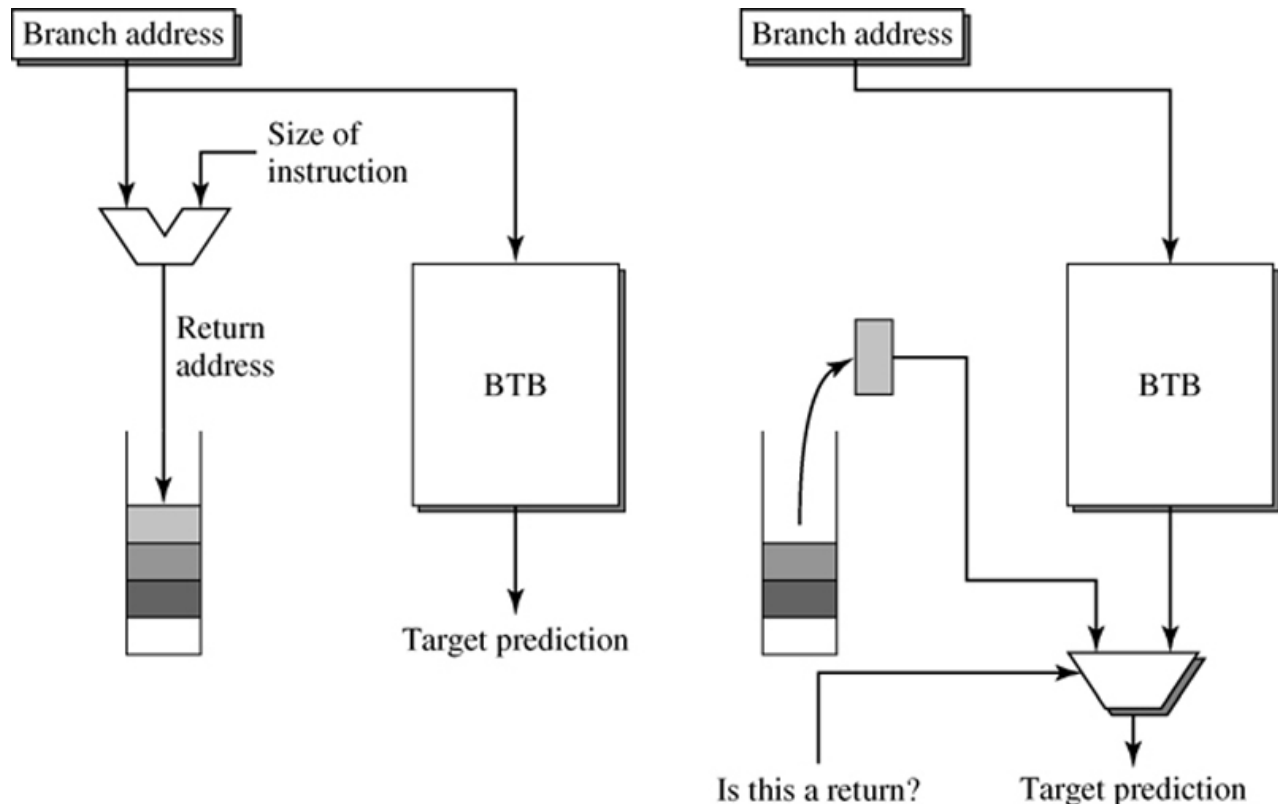 Branch address
Size of
instruction
Return
address
BTB
Target prediction
Branch address
BTB
Is this a return?
Target prediction